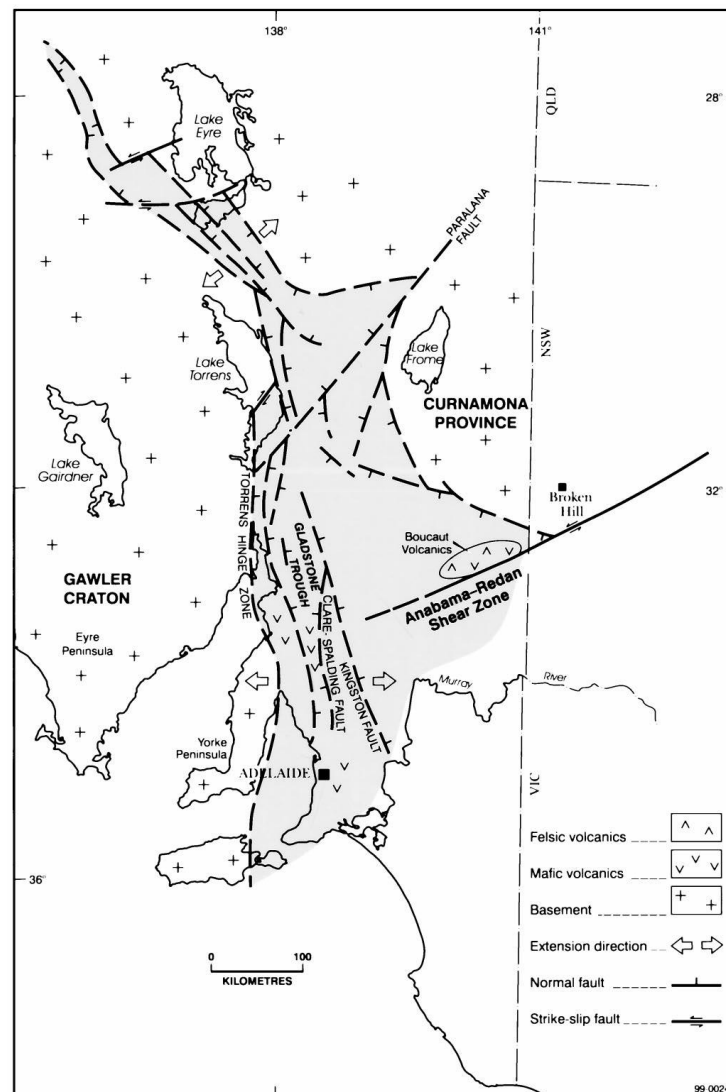 138°
141°
28°
QLD
Lake
Eyre
PARALANA
FAULT
NSW
Lake
Torrens
Lake
Frome
CURNAMONA
PROVINCE
Lake
Gairdner
32°
Broken
Hill
TORRENS HINGE ZONE
Boucaut
Volcanics
GLADSTONE
TROUGH
Anabama-Redan
Shear Zone
GAWLER
CRATON
CLARE-SPALDING FAULT
KINGSTON FAULT
Eyre
Peninsula
Murray
River
Yorke
Peninsula
ADELAIDE
VIC
36°
Felsic volcanics
Mafic volcanics
Basement
Extension direction
Normal fault
Strike-slip fault
0
100
KILOMETRES